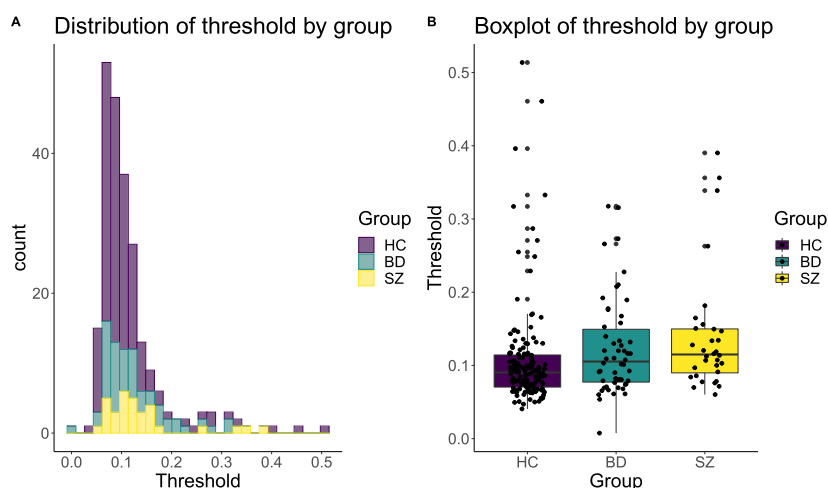 A
Distribution of threshold by group
count
40
20
0
0.0 0.1 0.2 0.3 0.4 0.5
Threshold
Group
HC
BD
SZ
B
Boxplot of threshold by group
Threshold
0.5
0.4
0.3
0.2
0.1
0.0
HC BD SZ
Group
Group
HC
BD
SZ